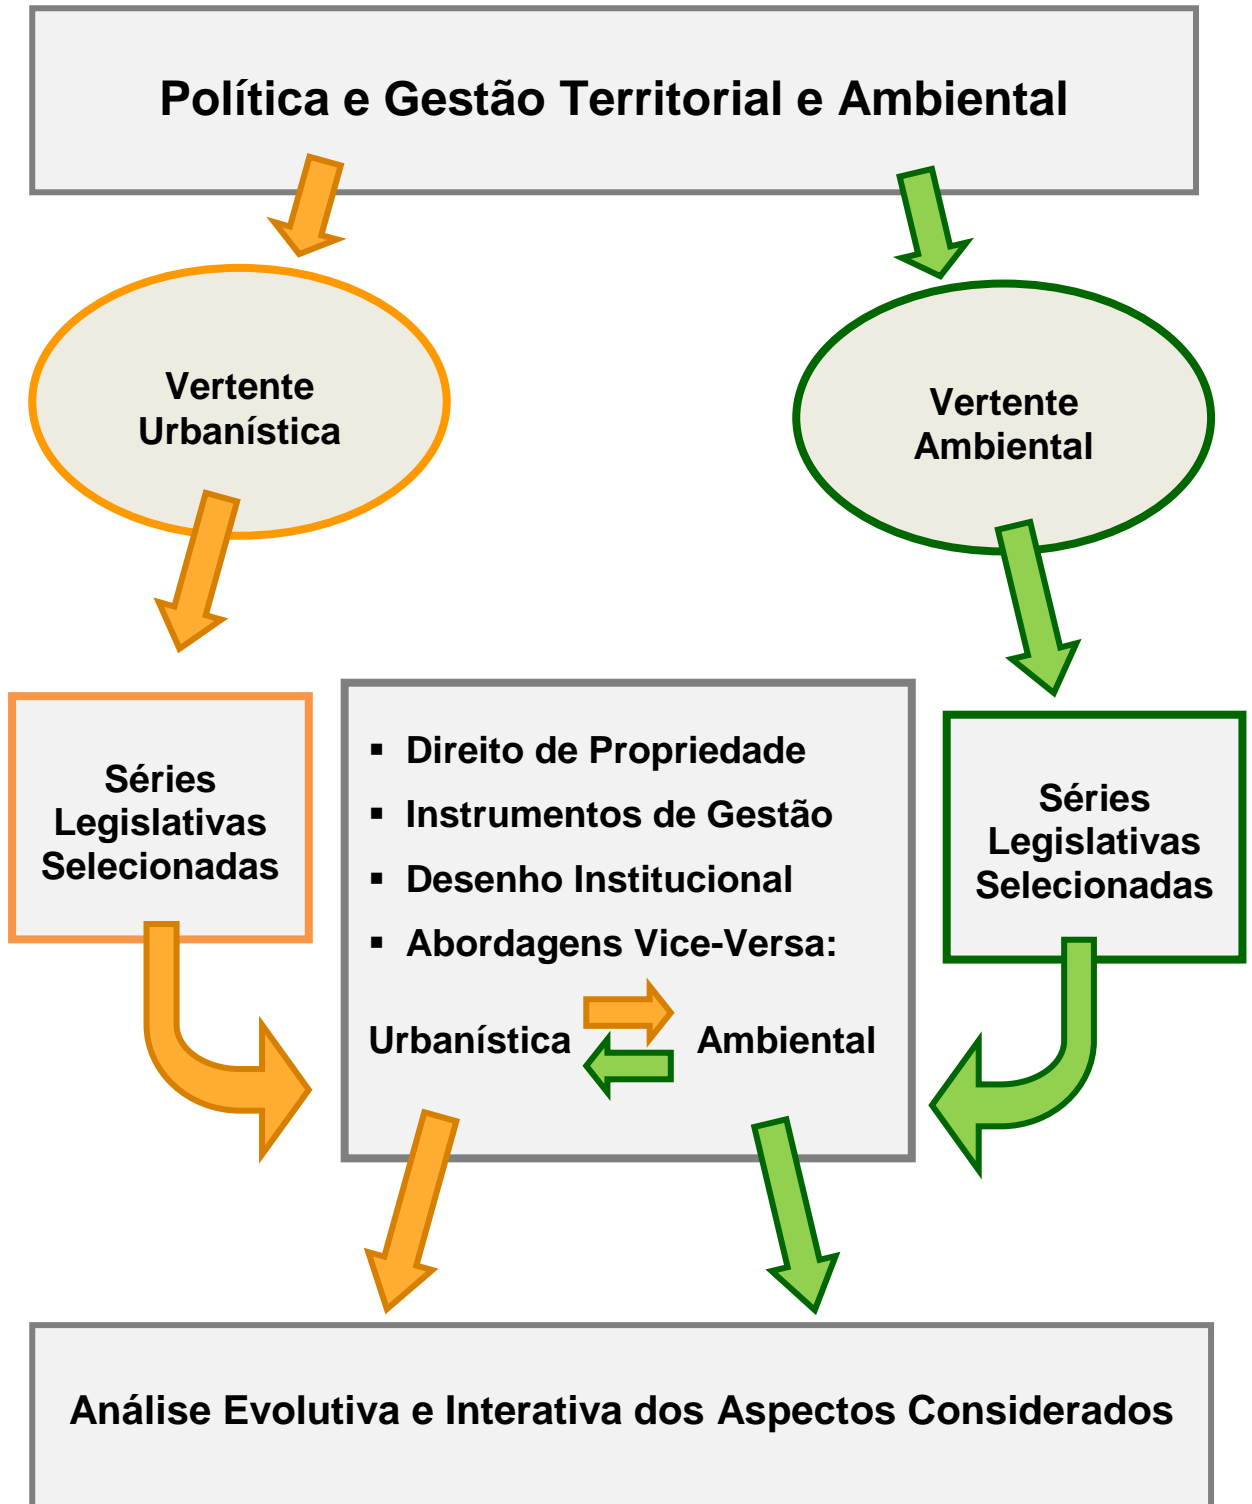 Política e Gestão Territorial e Ambiental
Vertente
Urbanística
Vertente
Ambiental
Séries
Legislativas
Selecionadas
▪ Direito de Propriedade
▪ Instrumentos de Gestão
▪ Desenho Institucional
▪ Abordagens Vice-Versa:
Urbanística Ambiental
Séries
Legislativas
Selecionadas
Análise Evolutiva e Interativa dos Aspectos Considerados